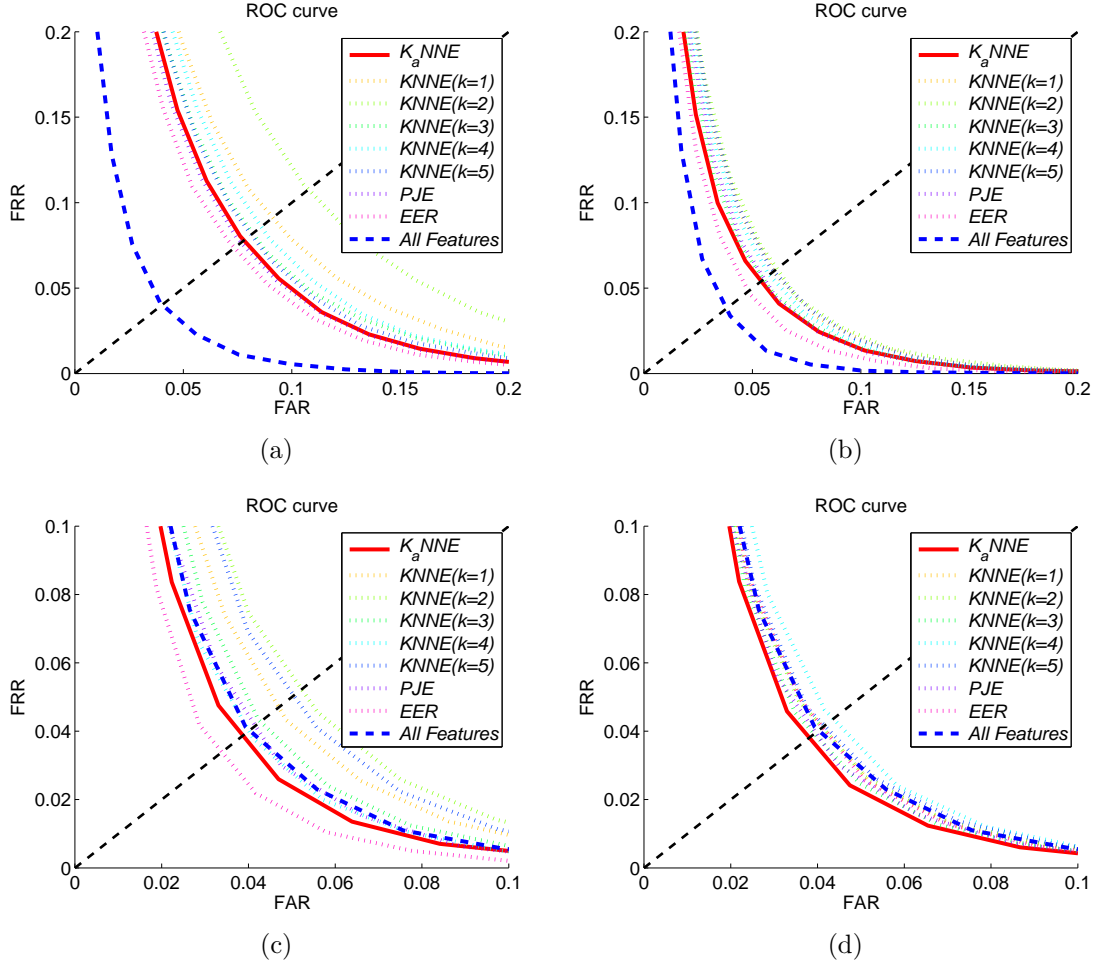 ROC curve
FRR
0.2
0.15
0.1
0.05
0
0 0.05 0.1 0.15 0.2
FAR
KaNNE
KNNE(k=1)
KNNE(k=2)
KNNE(k=3)
KNNE(k=4)
KNNE(k=5)
PJE
EER
All Features
(a)
ROC curve
FRR
0.2
0.15
0.1
0.05
0
0 0.05 0.1 0.15 0.2
FAR
KaNNE
KNNE(k=1)
KNNE(k=2)
KNNE(k=3)
KNNE(k=4)
KNNE(k=5)
PJE
EER
All Features
(b)
ROC curve
FRR
0.1
0.08
0.06
0.04
0.02
0
0 0.02 0.04 0.06 0.08 0.1
FAR
KaNNE
KNNE(k=1)
KNNE(k=2)
KNNE(k=3)
KNNE(k=4)
KNNE(k=5)
PJE
EER
All Features
(c)
ROC curve
FRR
0.1
0.08
0.06
0.04
0.02
0
0 0.02 0.04 0.06 0.08 0.1
FAR
KaNNE
KNNE(k=1)
KNNE(k=2)
KNNE(k=3)
KNNE(k=4)
KNNE(k=5)
PJE
EER
All Features
(d)